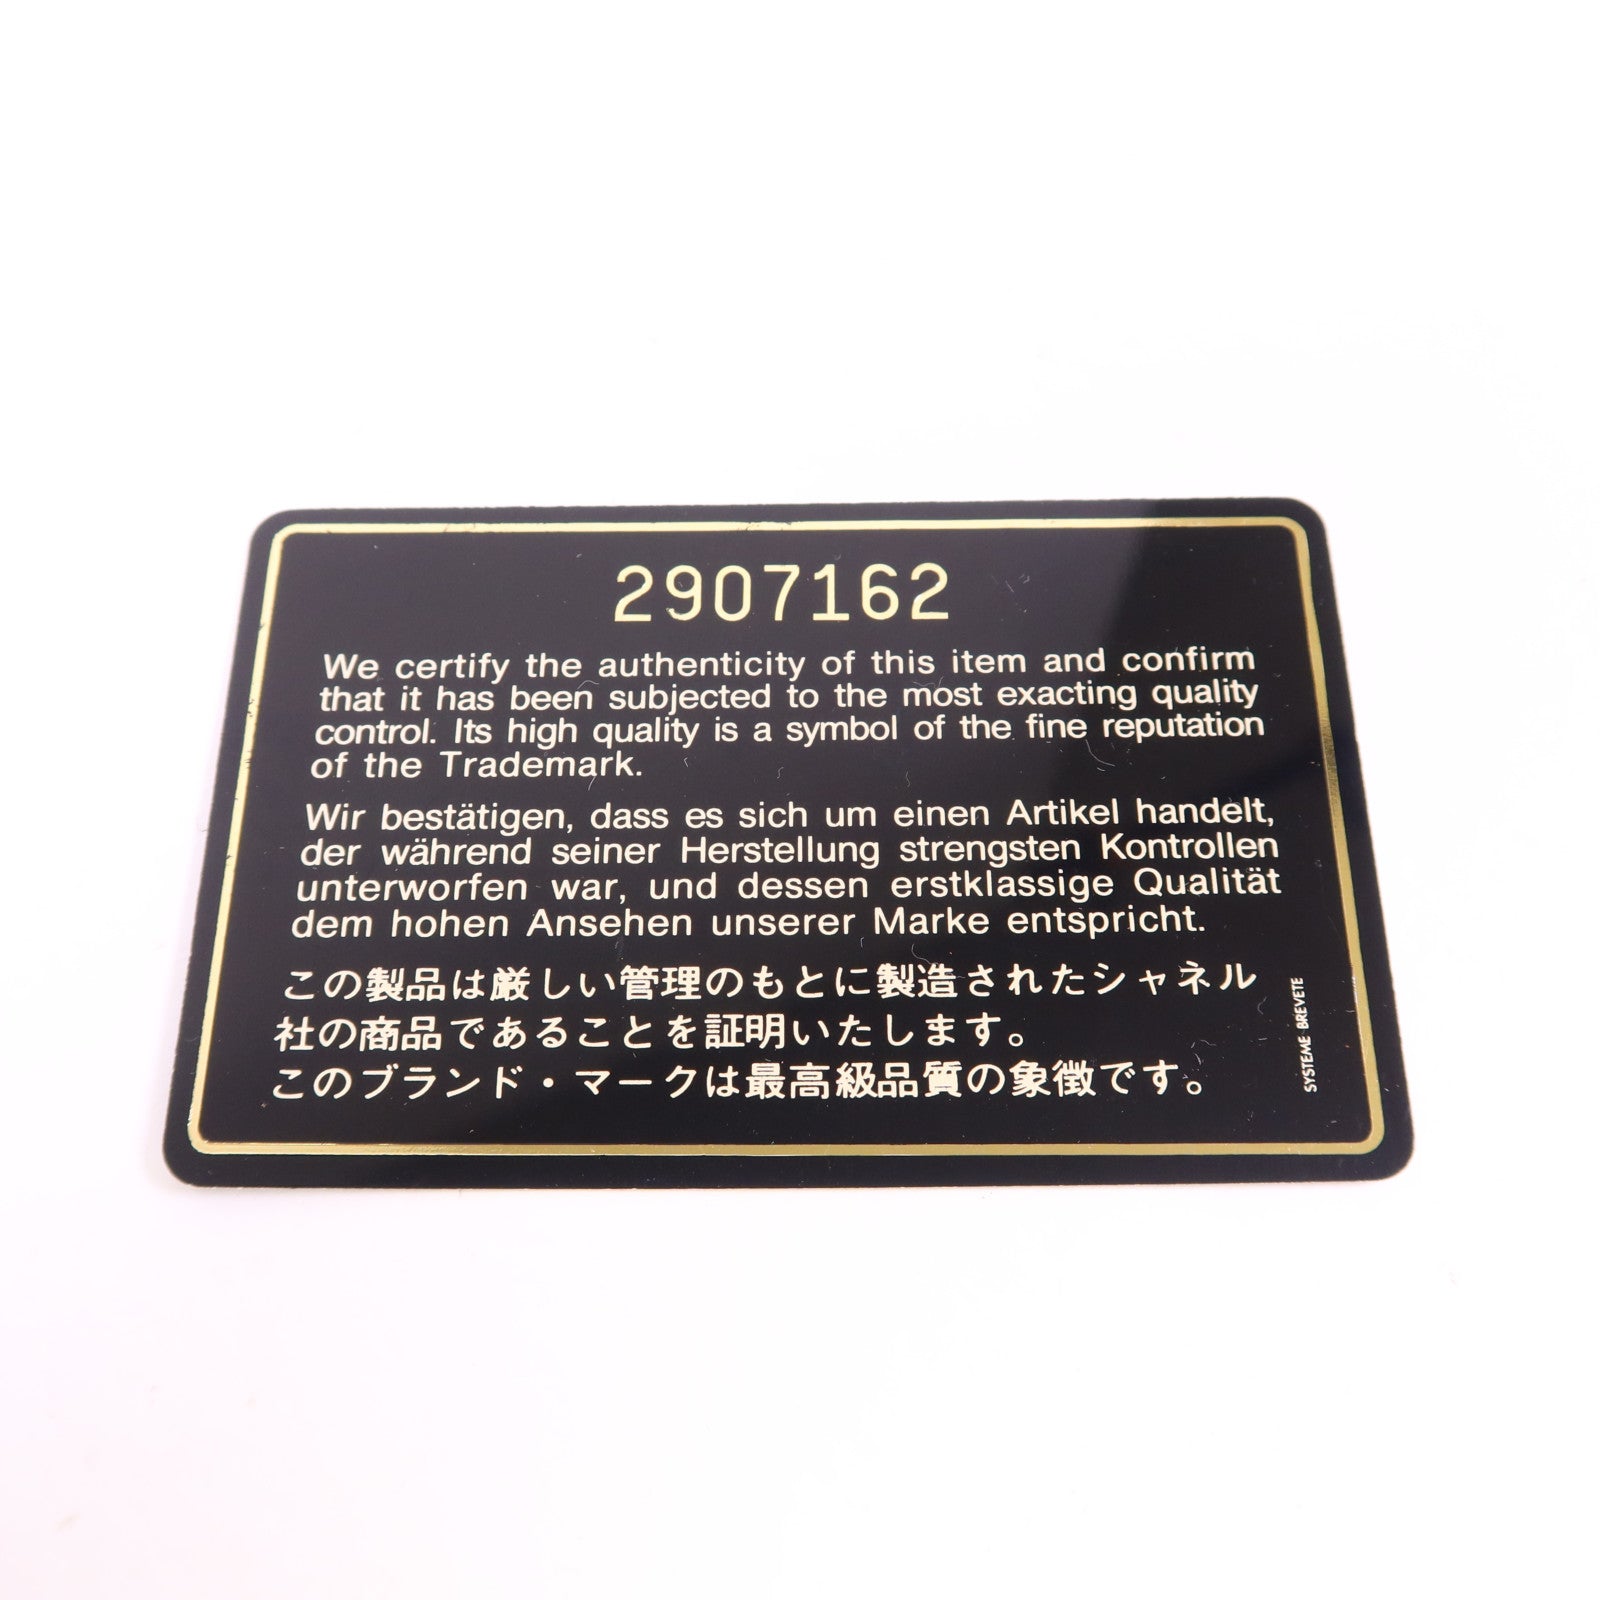 2907162
We certify the authenticity of this item and confirm
that it has been subjected to the most exacting quality
control. Its high quality is a symbol of the fine reputation
of the Trademark.
Wir bestätigen, dass es sich um einen Artikel handelt,
der während seiner Herstellung strengsten Kontrollen
unterworfen war, und dessen erstklassige Qualität
dem hohen Ansehen unserer Marke entspricht.
この製品は厳しい管理のもとに製造されたシャネル
社の商品であることを証明いたします。
このブランド・マークは最高級品質の象徴です。
SYSTEME BREVETE